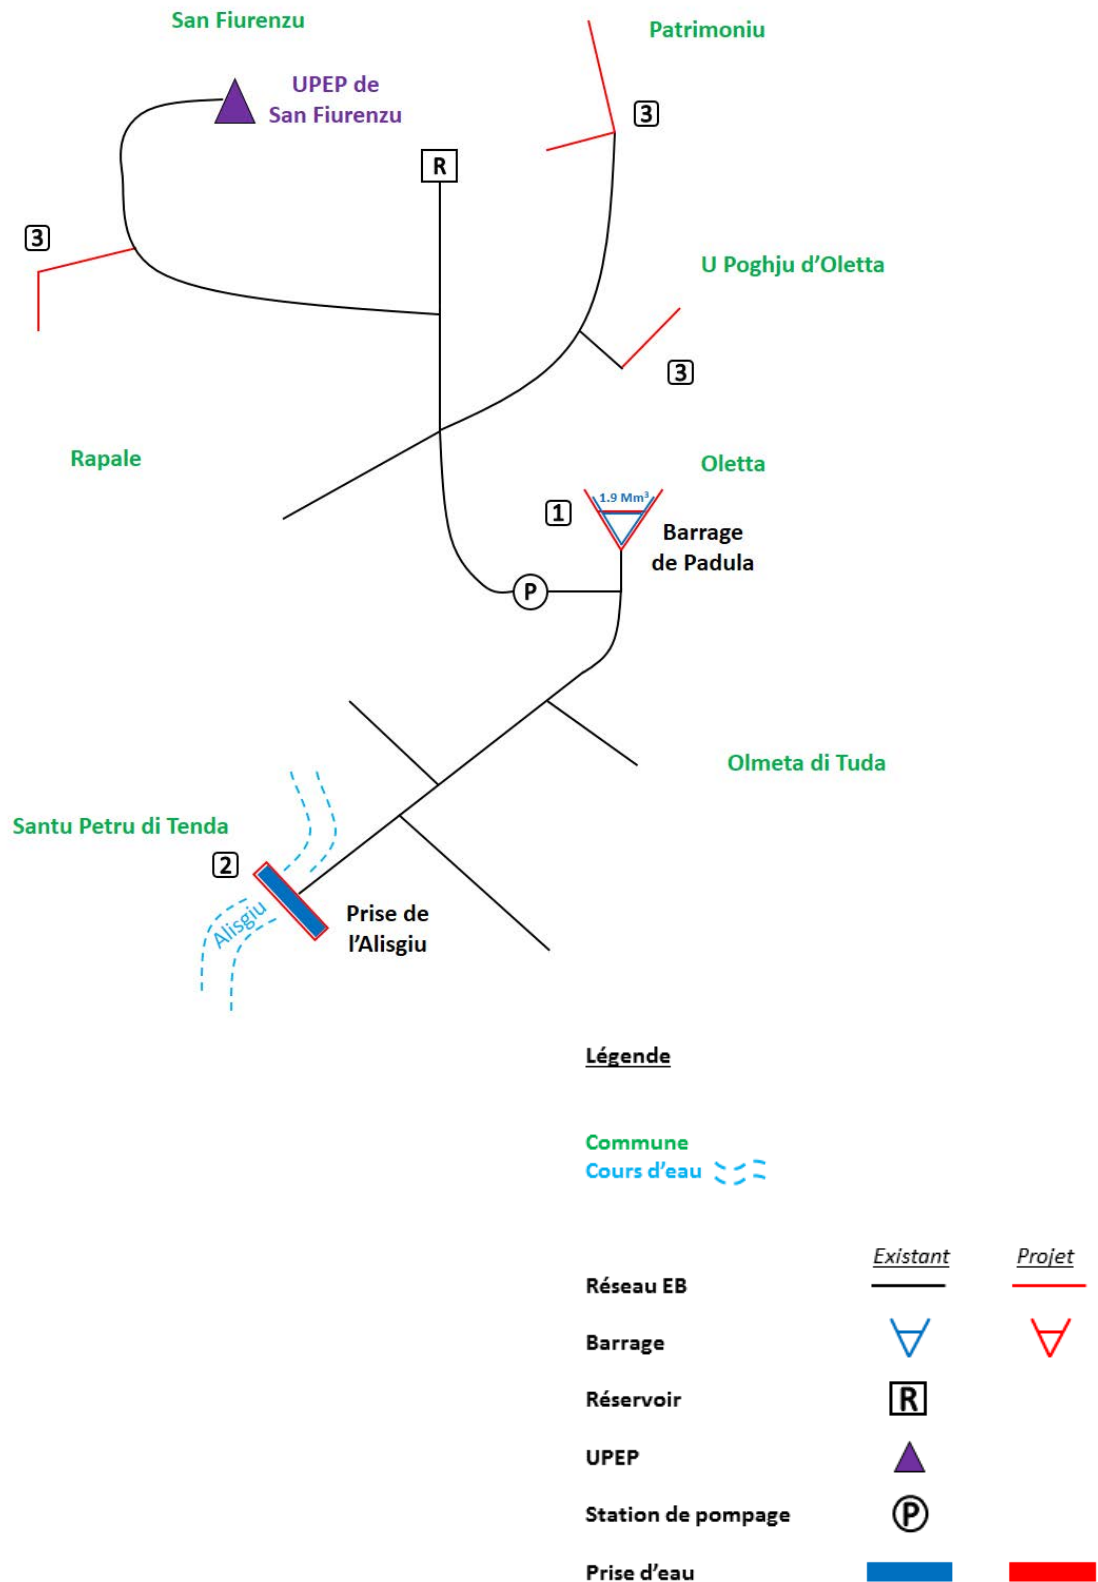 San Fiurenzu
Patrimoniu
UPEP de
San Fiurenzu
3
R
3
U Poghju d'Oletta
3
Rapale
Oletta
1.9 Mm³
1
Barrage
de Padula
P
Olmeta di Tuda
Santu Petru di Tenda
2
Alisgiu
Prise de
l'Alisgiu
Légende
Commune
Cours d'eau
Existant Projet
Réseau EB
Barrage
Réservoir R
UPEP
Station de pompage P
Prise d'eau